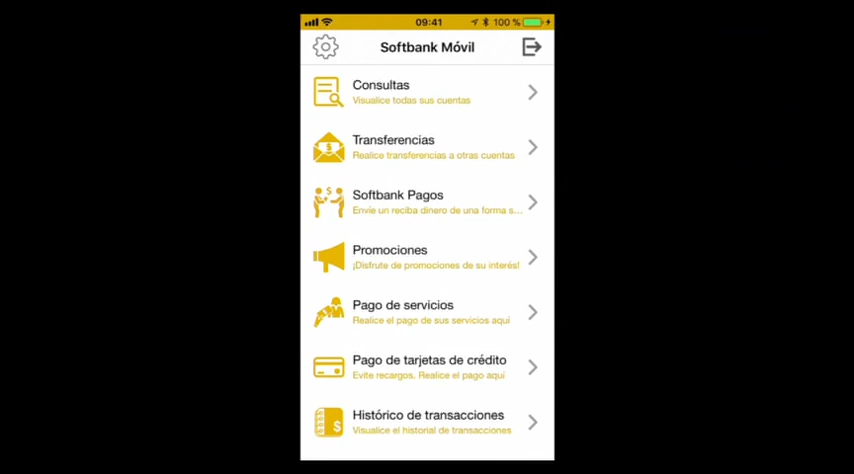 09:41
100 %
Softbank Móvil
Consultas
Visualice todas sus cuentas
Transferencias
Realice transferencias a otras cuentas
$
Softbank Pagos
Envíe un reciba dinero de una forma s...
$
Promociones
¡Disfrute de promociones de su interés!
Pago de servicios
Realice el pago de sus servicios aquí
Pago de tarjetas de crédito
Evite recargos. Realice el pago aquí
Histórico de transacciones
Visualice el historial de transacciones
$